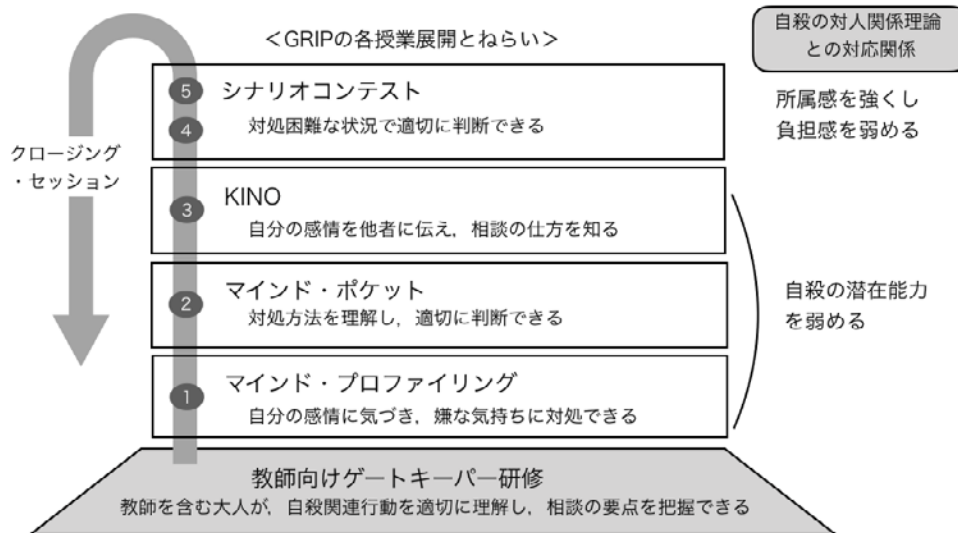 ＜GRIPの各授業展開とねらい＞
自殺の対人関係理論
との対応関係
5
シナリオコンテスト
4
対処困難な状況で適切に判断できる
所属感を強くし
負担感を弱める
クロージング
・セッション
3
KINO
自分の感情を他者に伝え，相談の仕方を知る
2
マインド・ポケット
対処方法を理解し，適切に判断できる
自殺の潜在能力
を弱める
1
マインド・プロファイリング
自分の感情に気づき，嫌な気持ちに対処できる
教師向けゲートキーパー研修
教師を含む大人が，自殺関連行動を適切に理解し，相談の要点を把握できる